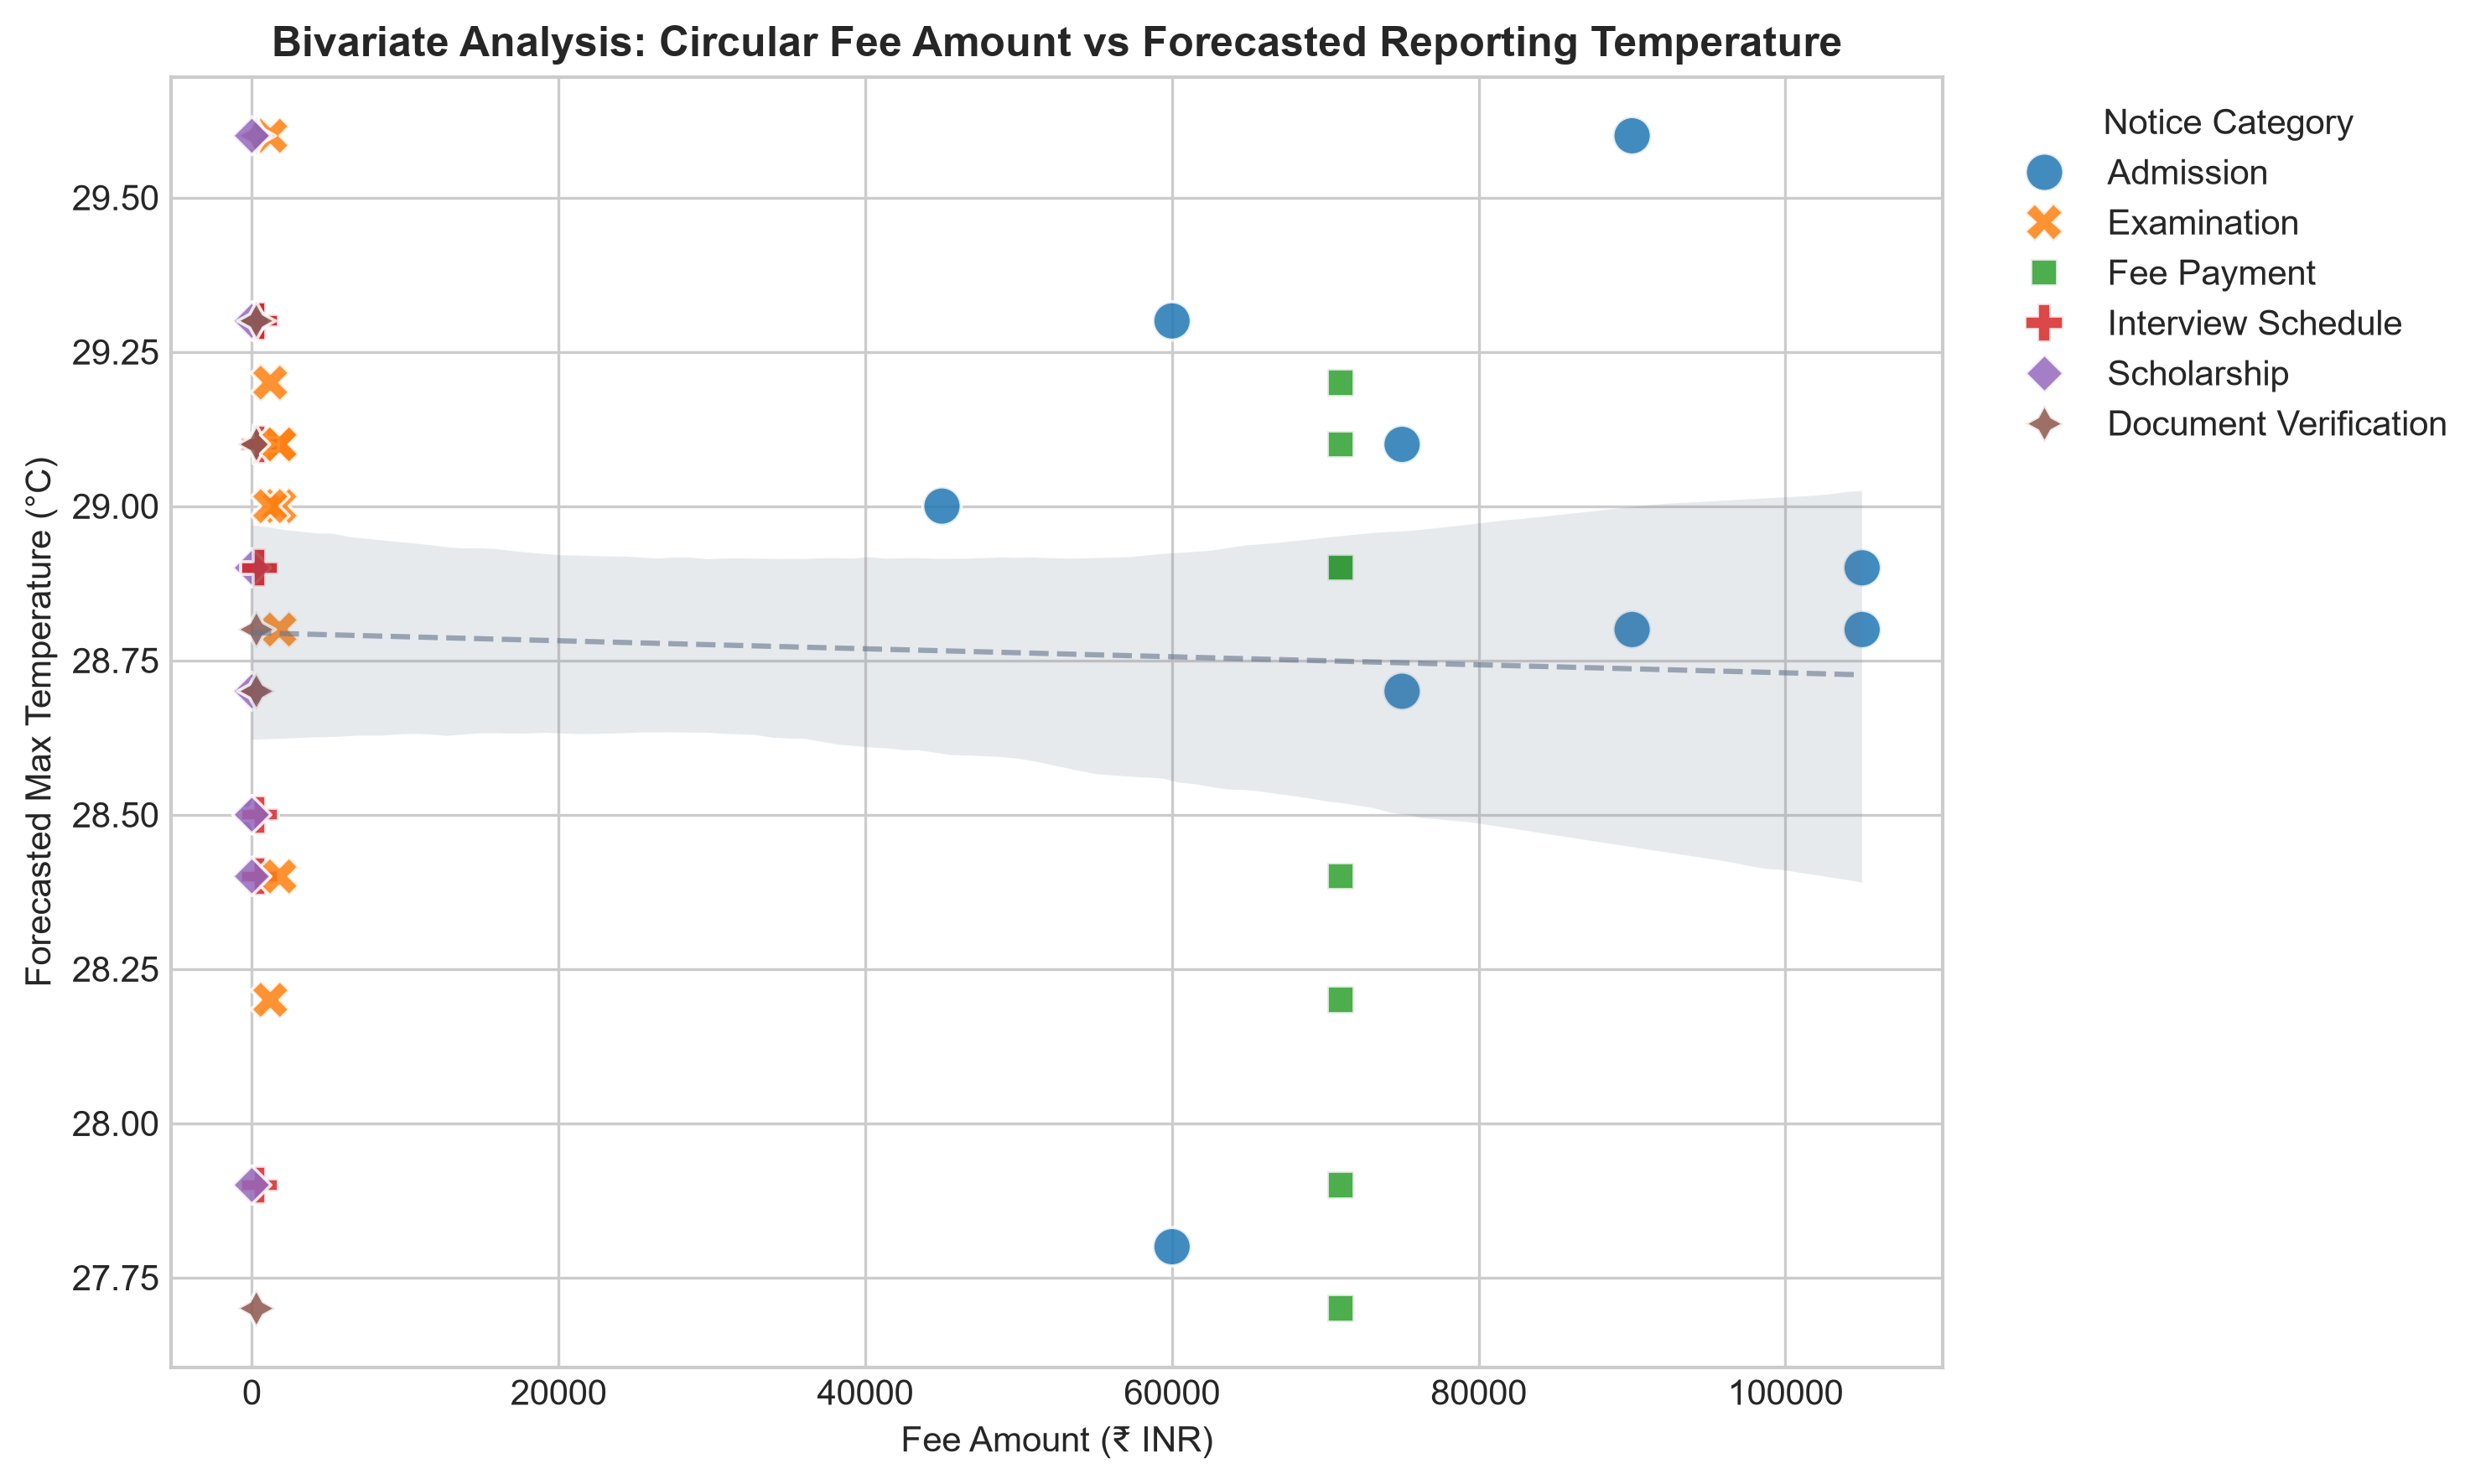 Bivariate Analysis: Circular Fee Amount vs Forecasted Reporting Temperature
Forecasted Max Temperature (°C)
29.50
29.25
29.00
28.75
28.50
28.25
28.00
27.75
0
20000
40000
60000
80000
100000
Fee Amount (₹ INR)
Notice Category
Admission
Examination
Fee Payment
Interview Schedule
Scholarship
Document Verification